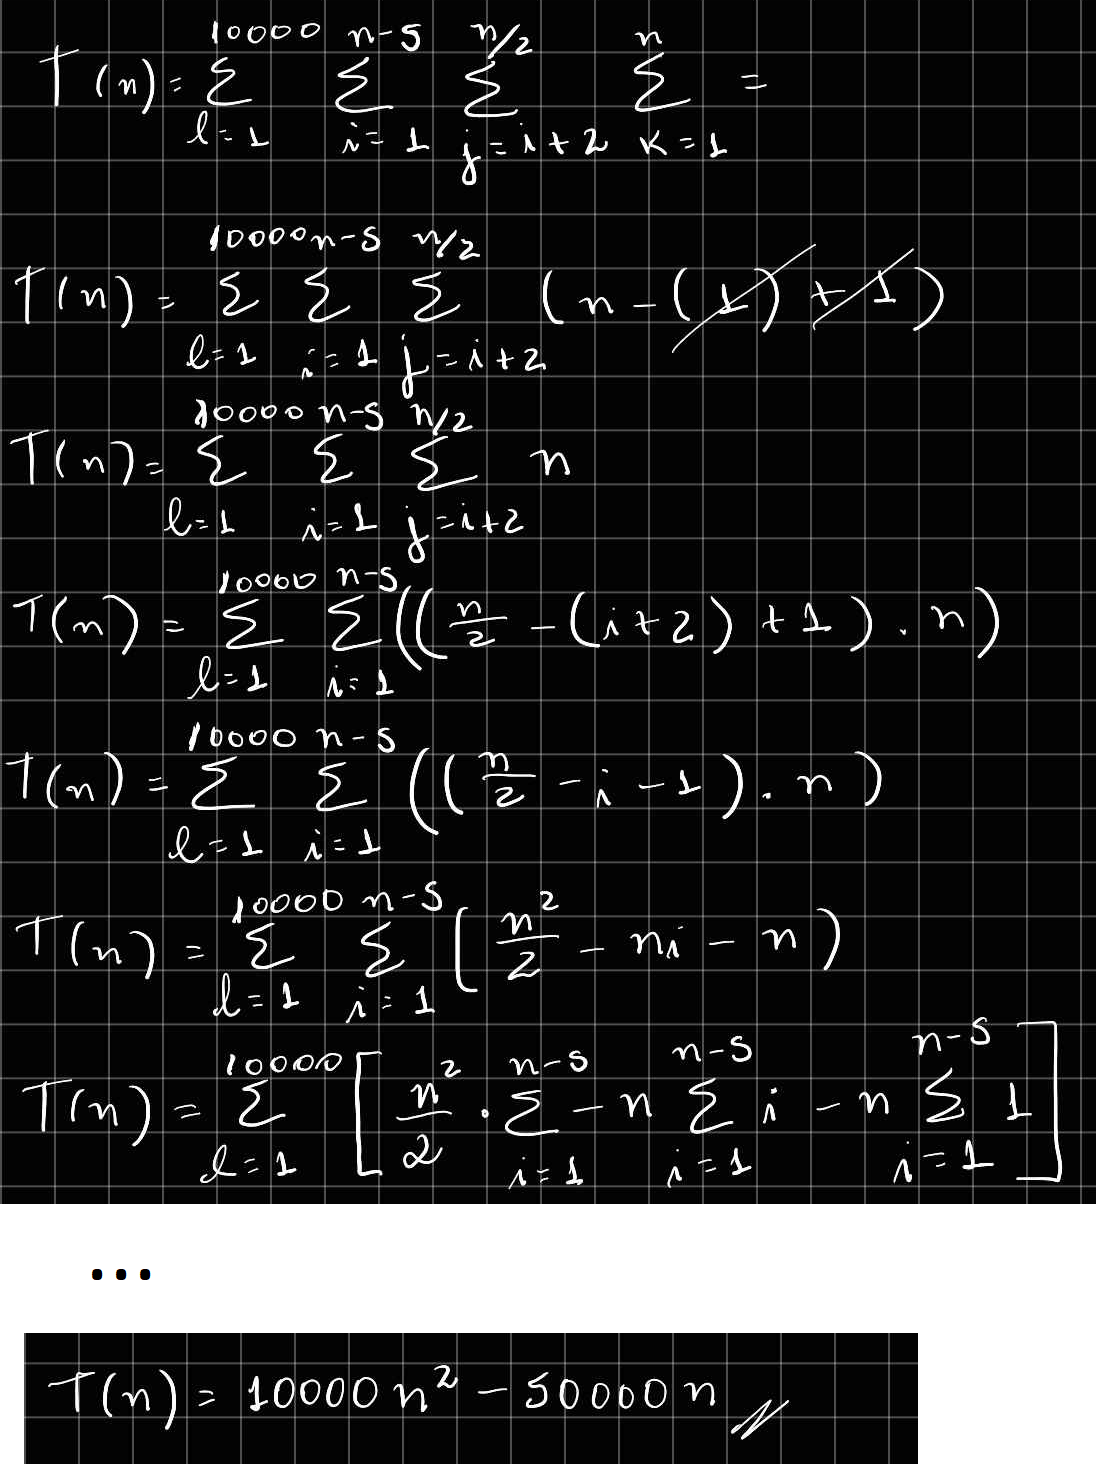 T(n) = \sum_{l=1}^{10000} \sum_{i=1}^{n-5} \sum_{j=i+2}^{n/2} \sum_{k=1}^{n} =
T(n) = \sum_{l=1}^{10000} \sum_{i=1}^{n-5} \sum_{j=i+2}^{n/2} (n - (1) + 1)
T(n) = \sum_{l=1}^{10000} \sum_{i=1}^{n-5} \sum_{j=i+2}^{n/2} n
T(n) = \sum_{l=1}^{10000} \sum_{i=1}^{n-5} ((\frac{n}{2} - (i+2) + 1) . n)
T(n) = \sum_{l=1}^{10000} \sum_{i=1}^{n-5} ((\frac{n}{2} - i - 1) . n)
T(n) = \sum_{l=1}^{10000} \sum_{i=1}^{n-5} (\frac{n^2}{2} - ni - n)
T(n) = \sum_{l=1}^{10000} [\frac{n^2}{2} . \sum_{i=1}^{n-5} - n \sum_{i=1}^{n-5} i - n \sum_{i=1}^{n-5} 1]
...
T(n) = 10000 n^2 - 50000 n